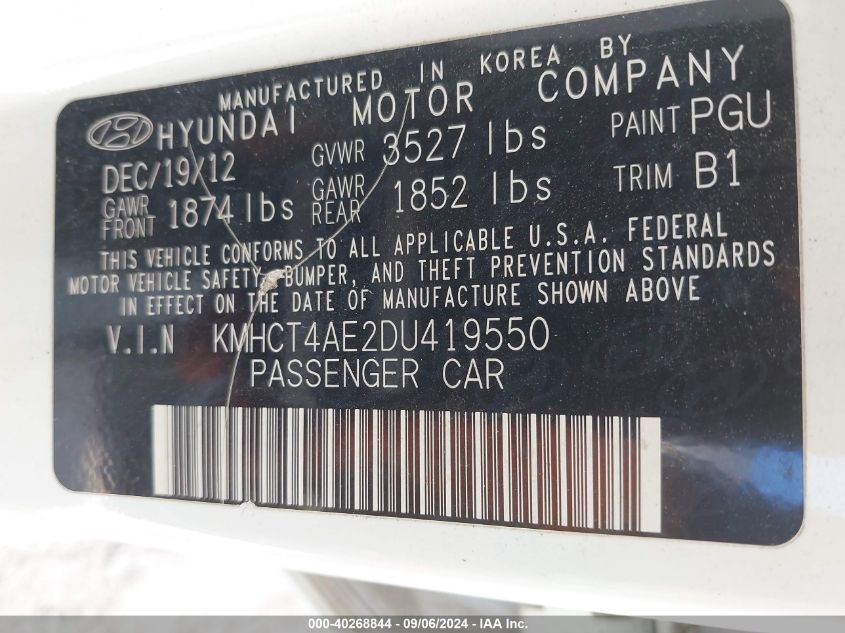 MANUFACTURED IN KOREA BY
HYUNDAI MOTOR COMPANY
DEC/19/12 GVWR 3527 lbs PAINT PGU
GAWR FRONT 1874 lbs GAWR REAR 1852 lbs TRIM B1
THIS VEHICLE CONFORMS TO ALL APPLICABLE U.S.A. FEDERAL
MOTOR VEHICLE SAFETY, BUMPER, AND THEFT PREVENTION STANDARDS
IN EFFECT ON THE DATE OF MANUFACTURE SHOWN ABOVE
V.I.N KMHCT4AE2DU419550
PASSENGER CAR
000-40268844 - 09/06/2024 - IAA Inc.